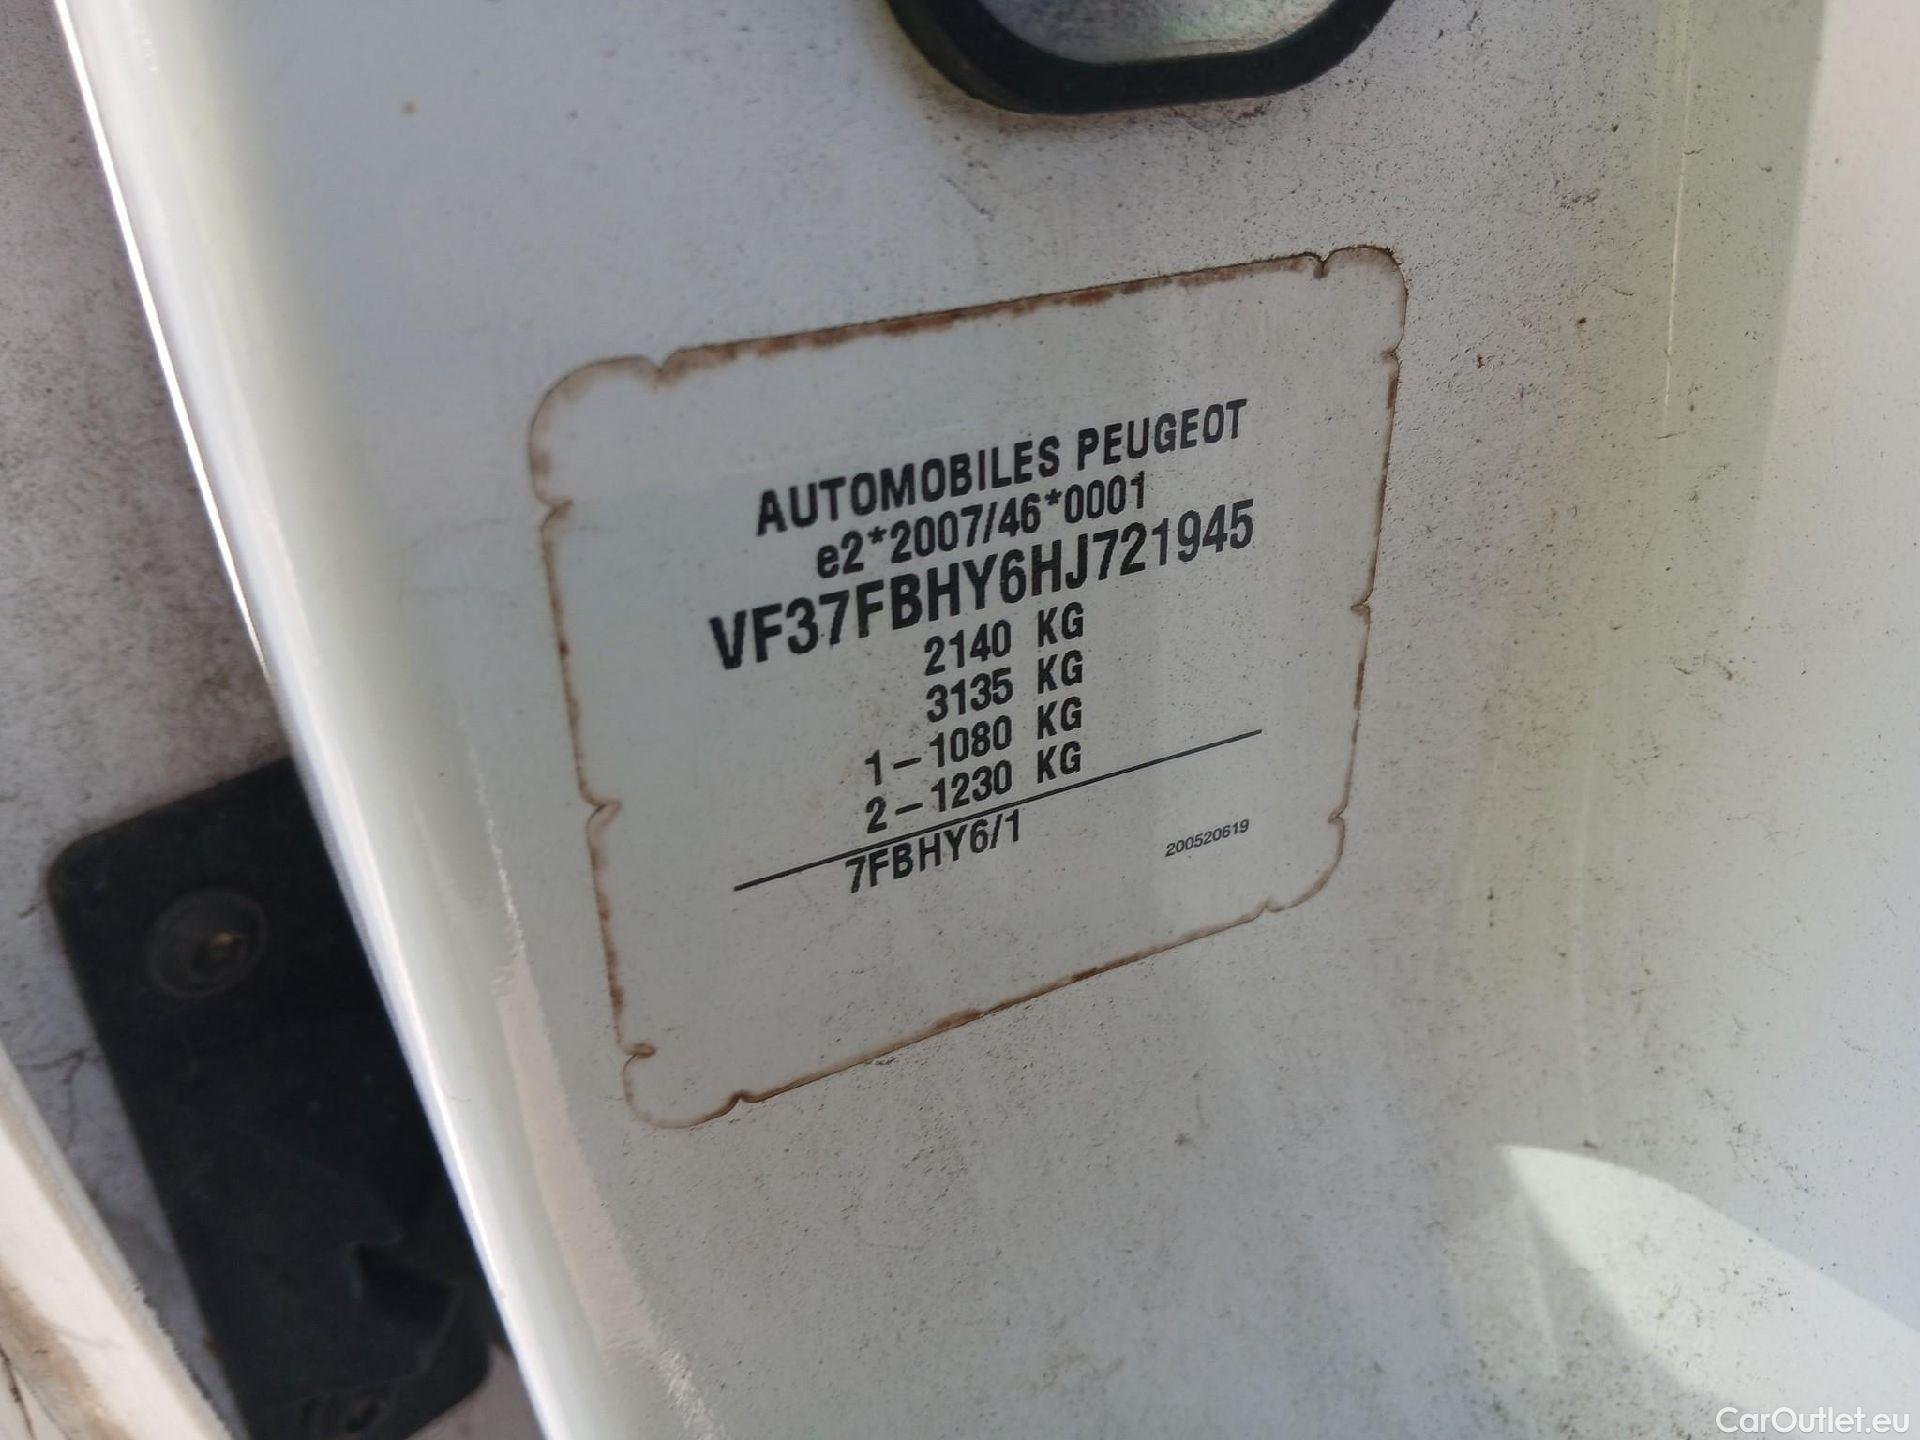 AUTOMOBILES PEUGEOT
e2*2007/46*0001
VF37FBHY6HJ721945
2140 KG
3135 KG
1-1080 KG
2-1230 KG
7FBHY6/1
200520619
CarOutlet.eu